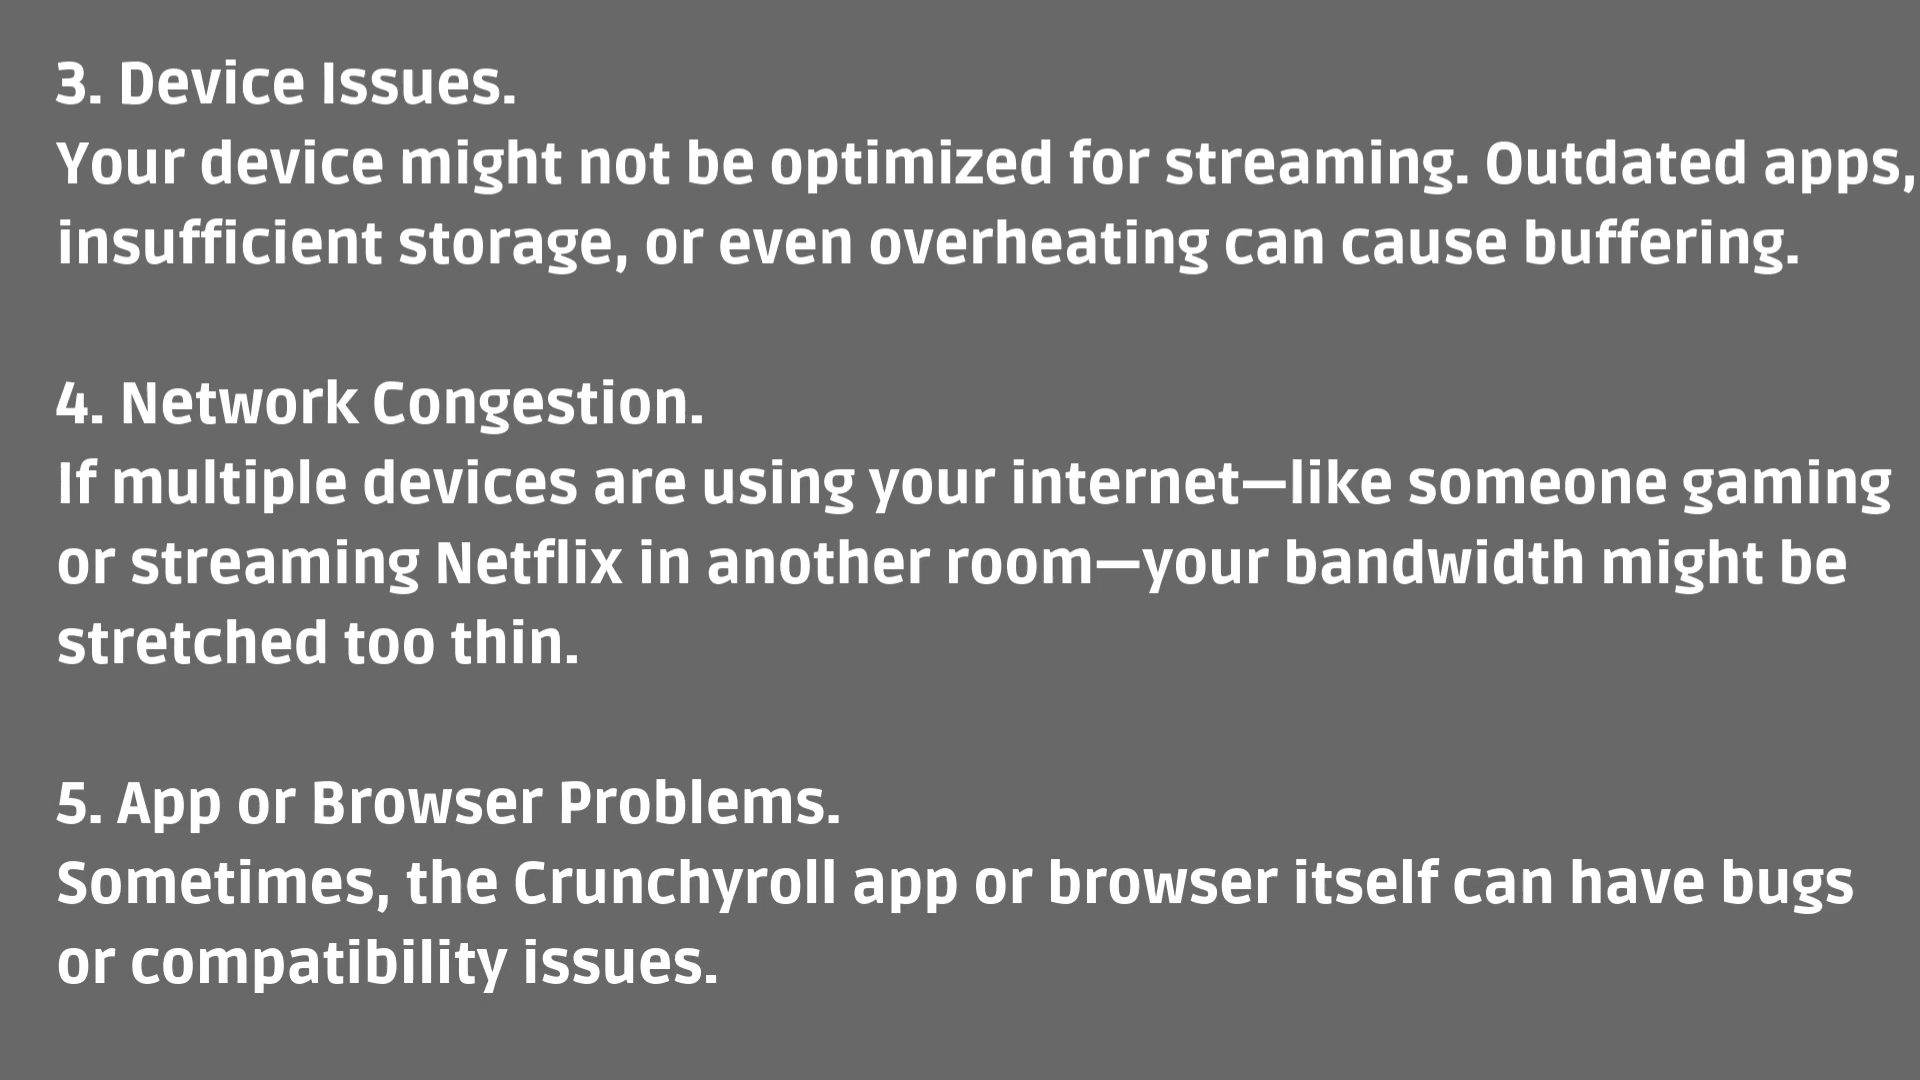 3. Device Issues.
Your device might not be optimized for streaming. Outdated apps,
insufficient storage, or even overheating can cause buffering.
4. Network Congestion.
If multiple devices are using your internet—like someone gaming
or streaming Netflix in another room—your bandwidth might be
stretched too thin.
5. App or Browser Problems.
Sometimes, the Crunchyroll app or browser itself can have bugs
or compatibility issues.